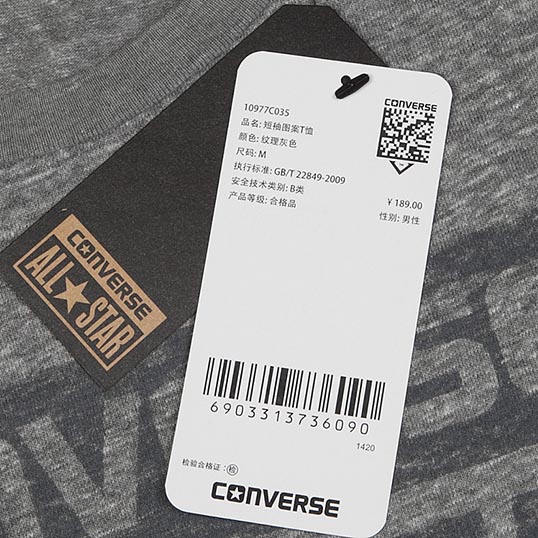 10977C035
品名: 短袖图案T恤
颜色: 纹理灰色
尺码: M
执行标准: GB/T 22849-2009
安全技术类别: B类
产品等级: 合格品
CONVERSE
¥ 189.00
性别: 男性
CONVERSE
ALL STAR
6903313736090
1420
检验合格证: 检
CONVERSE